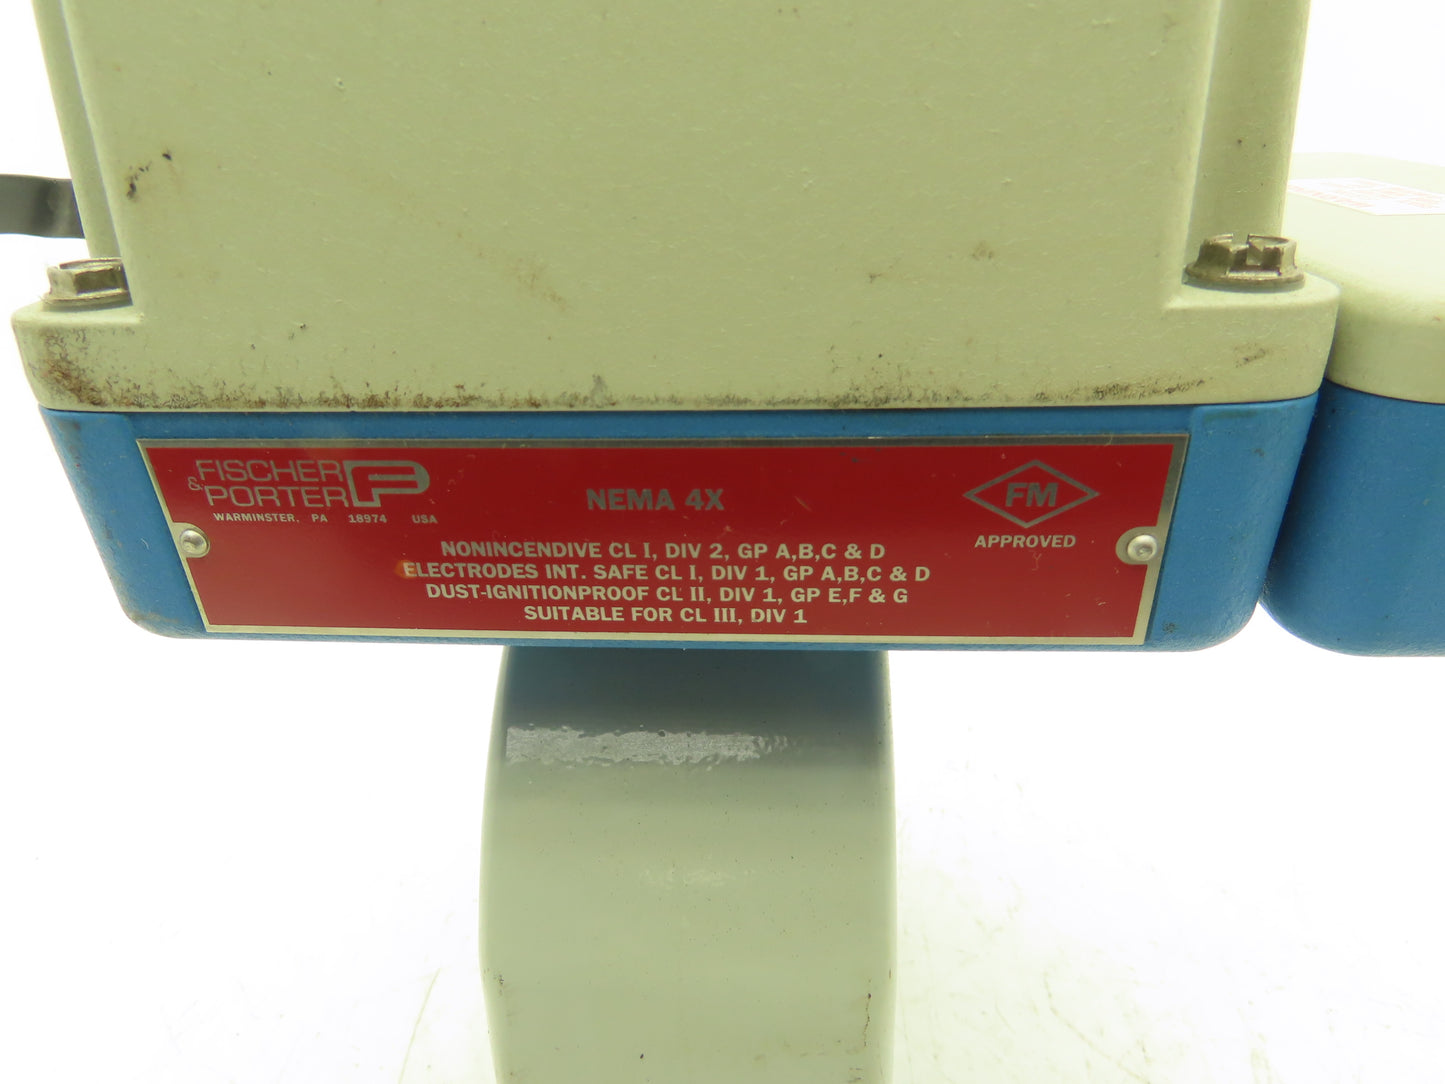 FISCHER
& PORTER
WARMINSTER, PA 18974 USA
NEMA 4X
FM
APPROVED
NONINCENDIVE CL I, DIV 2, GP A,B,C & D
ELECTRODES INT. SAFE CL I, DIV 1, GP A,B,C & D
DUST-IGNITIONPROOF CL II, DIV 1, GP E,F & G
SUITABLE FOR CL III, DIV 1